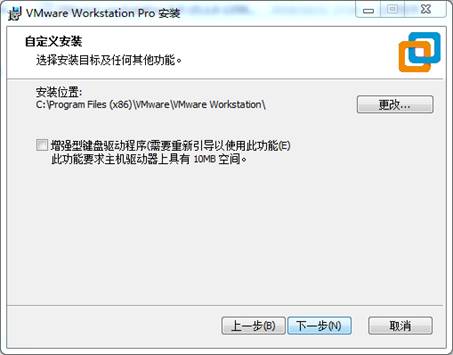 VMware Workstation Pro 安装
自定义安装
选择安装目标及任何其他功能。
安装位置:
C:\Program Files (x86)\VMware\VMware Workstation\
更改...
增强型键盘驱动程序(需要重新引导以使用此功能(E)
此功能要求主机驱动器上具有 10MB 空间。
上一步(B)
下一步(N)
取消